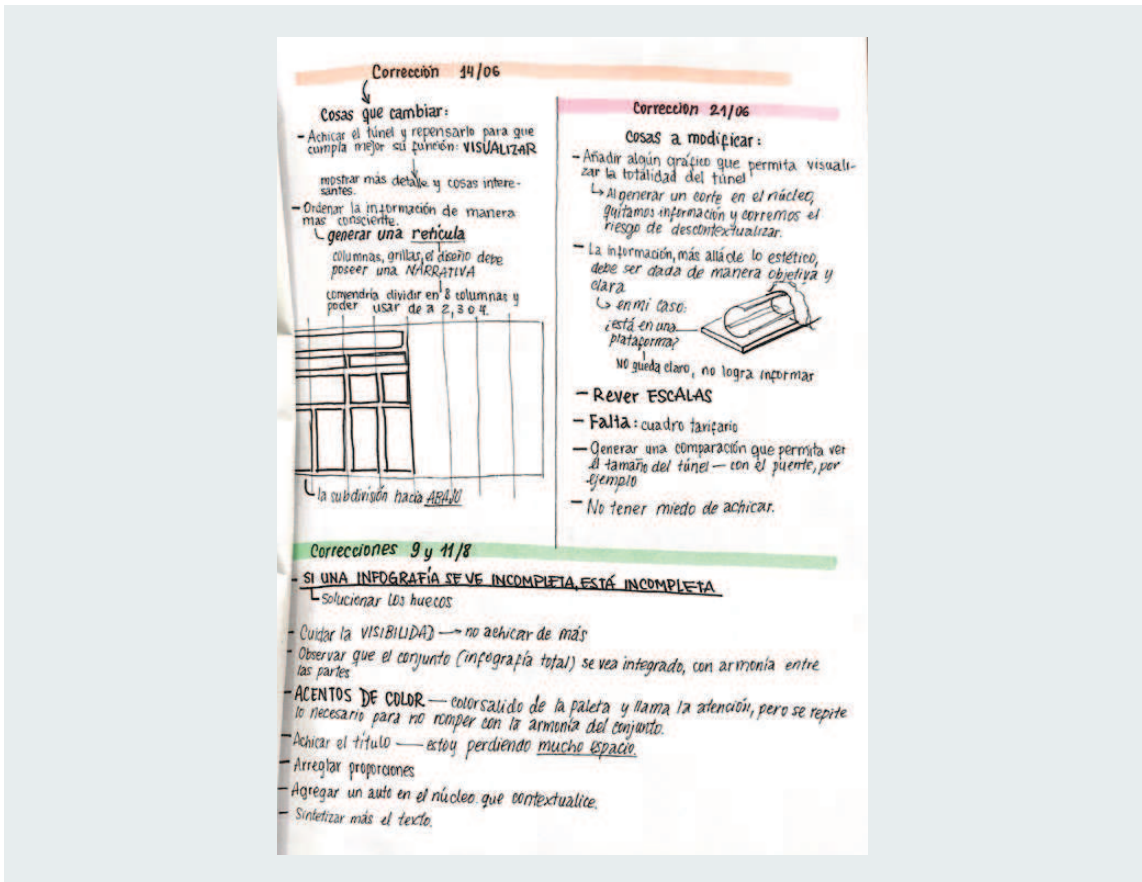 Corrección 14/06
Cosas que cambiar:
- Achicar el túnel y repensarlo para que
cumpla mejor su función: VISUALIZAR
mostrar más detalle y cosas intere-
santes.
- Ordenar la información de manera
mas consciente.
generar una retícula
columnas, grillas, el diseño debe
poseer una NARRATIVA
convendría dividir en 8 columnas y
poder usar de a 2, 3 o 4.
la subdivisión hacia ABAJO
Corrección 21/06
Cosas a modificar:
- Añadir algún gráfico que permita visuali-
zar la totalidad del túnel
Al generar un corte en el núcleo,
quitamos información y corremos el
riesgo de descontextualizar.
- La información, más allá de lo estético,
debe ser dada de manera objetiva y
clara
en mi caso:
¿está en una
plataforma?
NO queda claro, no logra informar
- Rever ESCALAS
- Falta: cuadro tarifario
- Generar una comparación que permita ver
el tamaño del túnel — con el puente, por
ejemplo
- No tener miedo de achicar.
Correcciones 9 y 11/8
- SI UNA INFOGRAFÍA SE VE INCOMPLETA, ESTÁ INCOMPLETA
Solucionar los huecos
- Cuidar la VISIBILIDAD → no achicar de más
- Observar que el conjunto (infografía total) se vea integrado, con armonía entre
las partes
- ACENTOS DE COLOR — color salido de la paleta y llama la atención, pero se repite
lo necesario para no romper con la armonía del conjunto.
- Achicar el título — estoy perdiendo mucho espacio.
- Arreglar proporciones
- Agregar un auto en el núcleo que contextualice.
- Sintetizar más el texto.